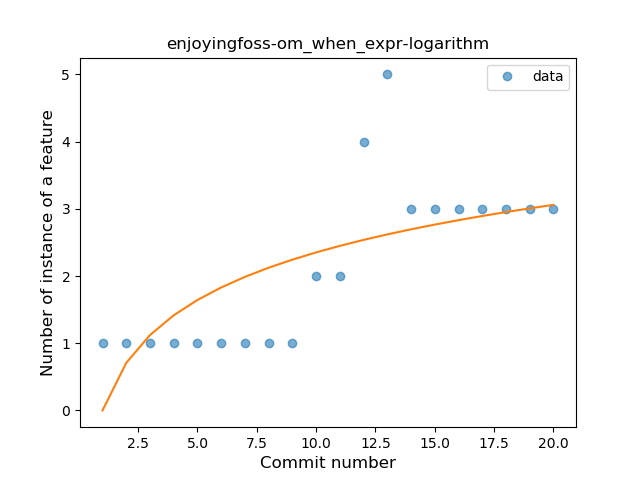 enjoyingfoss-om_when_expr-logarithm
data
Number of instance of a feature
5
4
3
2
1
0
2.5 5.0 7.5 10.0 12.5 15.0 17.5 20.0
Commit number